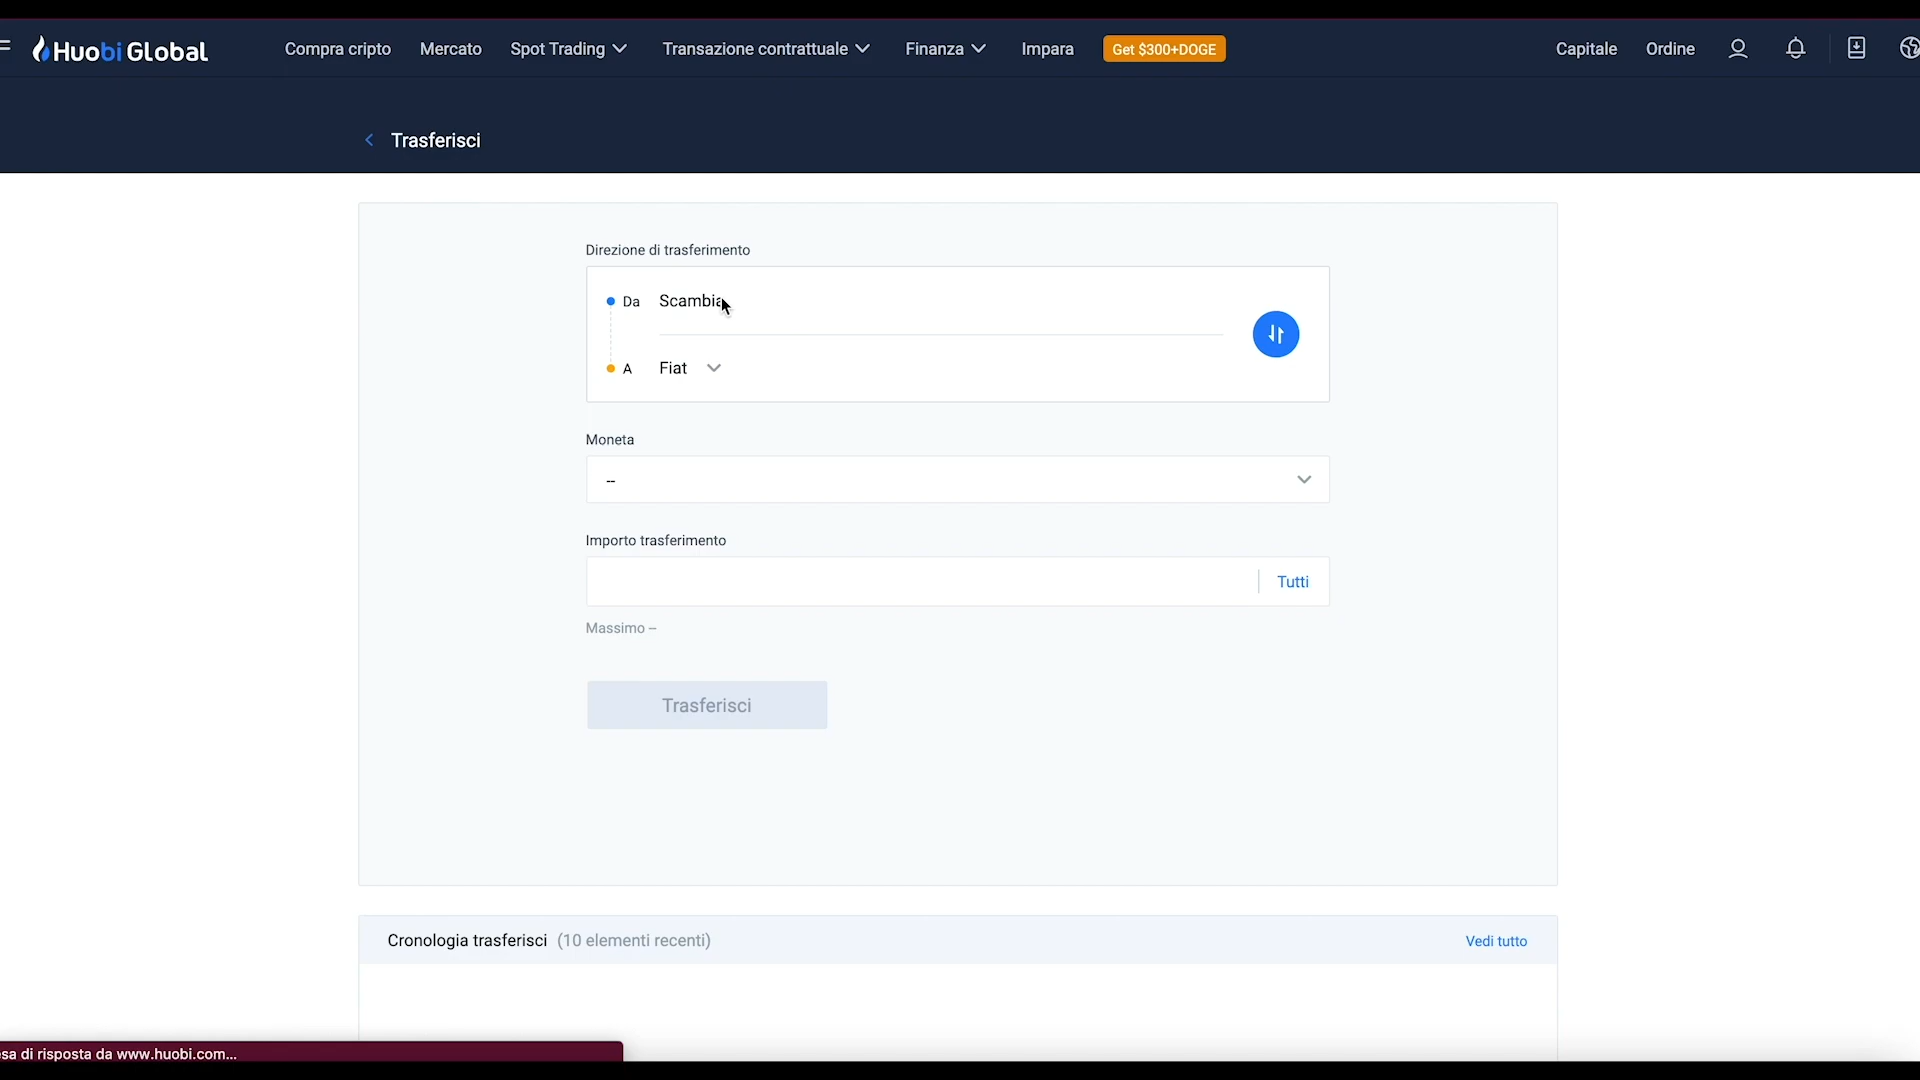 Huobi Global
Compra cripto
Mercato
Spot Trading
Transazione contrattuale
Finanza
Impara
Get $300+DOGE
Capitale
Ordine
Trasferisci
Direzione di trasferimento
Da Scambia
A Fiat
Moneta
--
Importo trasferimento
Tutti
Massimo --
Trasferisci
Cronologia trasferisci (10 elementi recenti)
Vedi tutto
sa di risposta da www.huobi.com...